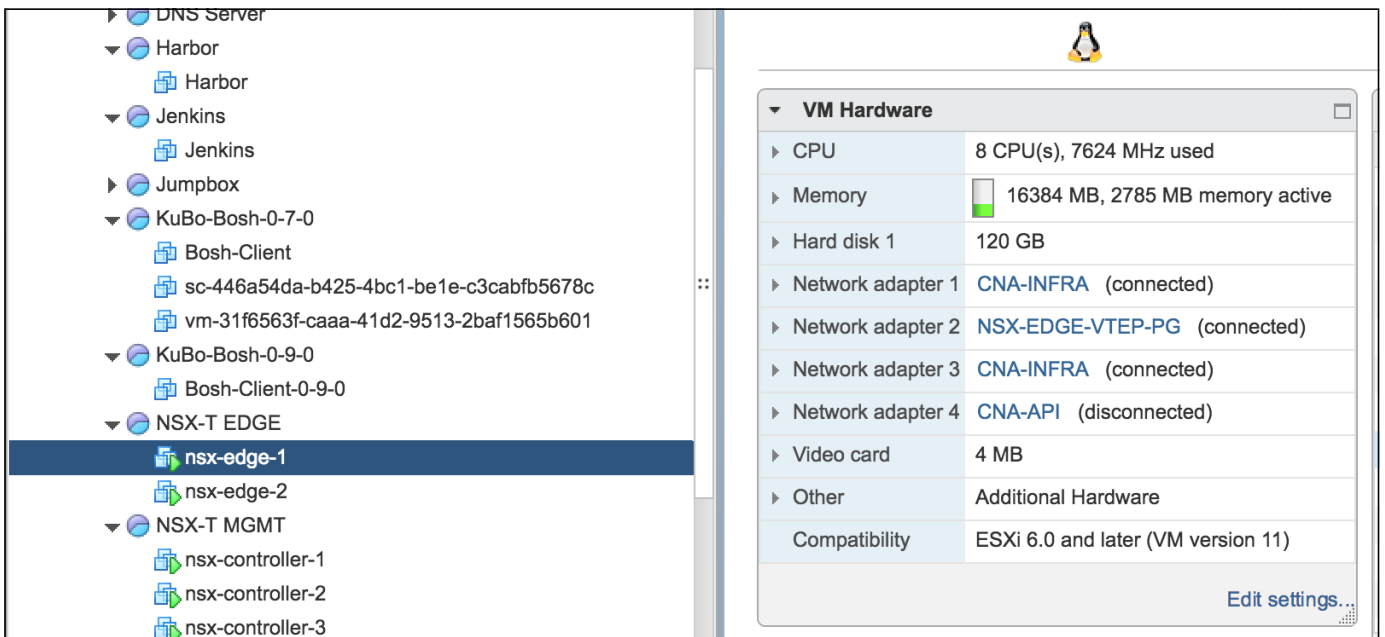 DNS Server
Harbor
Harbor
Jenkins
Jenkins
Jumpbox
KuBo-Bosh-0-7-0
Bosh-Client
sc-446a54da-b425-4bc1-be1e-c3cabfb5678c
vm-31f6563f-caaa-41d2-9513-2baf1565b601
KuBo-Bosh-0-9-0
Bosh-Client-0-9-0
NSX-T EDGE
nsx-edge-1
nsx-edge-2
NSX-T MGMT
nsx-controller-1
nsx-controller-2
nsx-controller-3
VM Hardware
CPU 8 CPU(s), 7624 MHz used
Memory 16384 MB, 2785 MB memory active
Hard disk 1 120 GB
Network adapter 1 CNA-INFRA (connected)
Network adapter 2 NSX-EDGE-VTEP-PG (connected)
Network adapter 3 CNA-INFRA (connected)
Network adapter 4 CNA-API (disconnected)
Video card 4 MB
Other Additional Hardware
Compatibility ESXi 6.0 and later (VM version 11)
Edit settings...